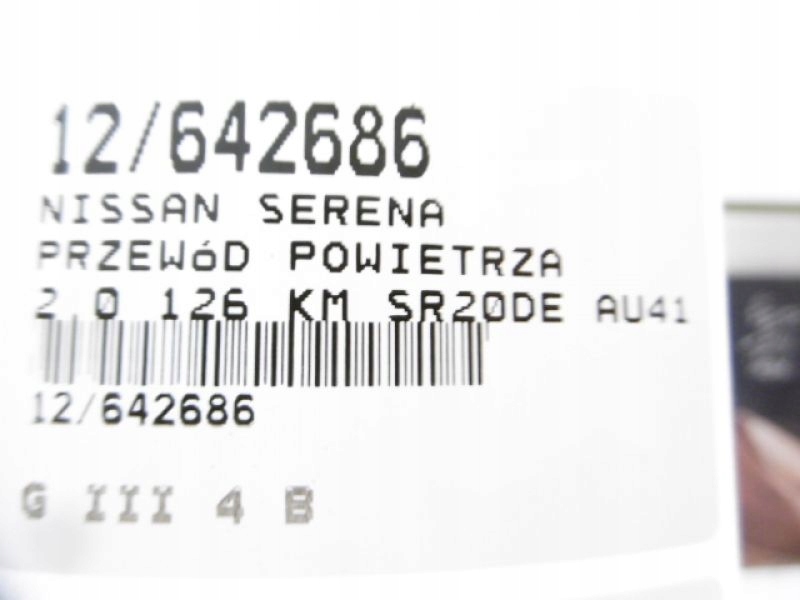 12/642686
NISSAN SERENA
PRZEWóD POWIETRZA
2.0 126 KM SR20DE AU41
12/642686
G III 4 B